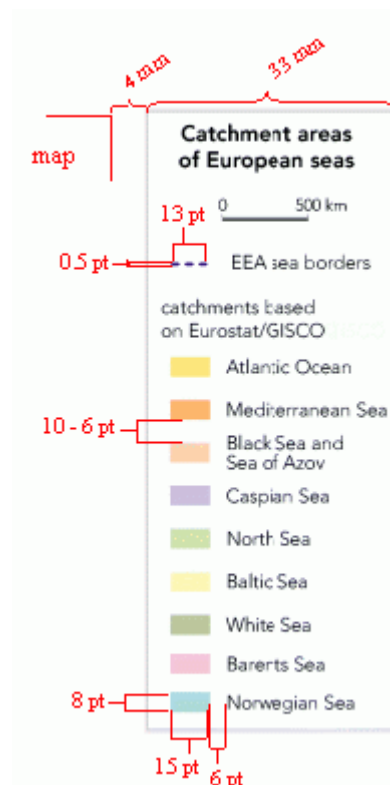 4 mm
33 mm
map
Catchment areas
of European seas
0 500 km
13 pt
0.5 pt
EEA sea borders
catchments based
on Eurostat/GISCO
Atlantic Ocean
Mediterranean Sea
10 - 6 pt
Black Sea and
Sea of Azov
Caspian Sea
North Sea
Baltic Sea
White Sea
Barents Sea
8 pt
Norwegian Sea
15 pt
6 pt